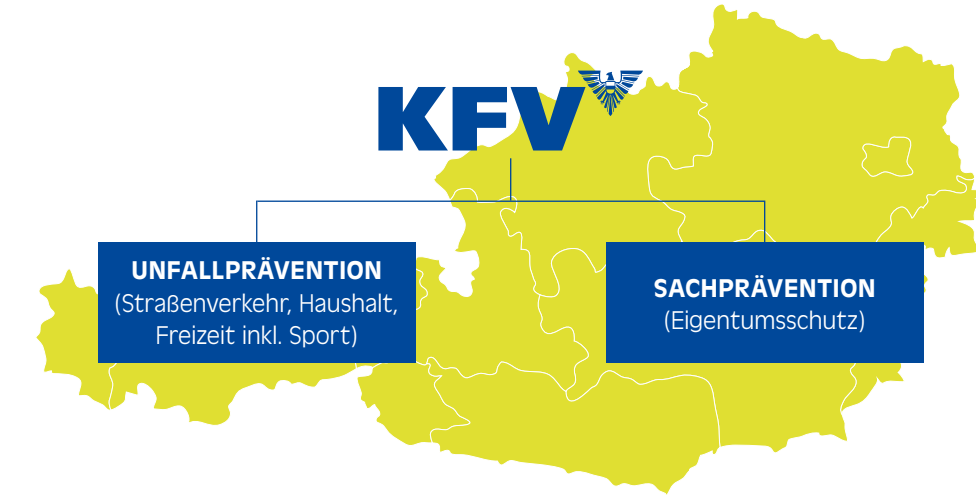 KFV
UNFALLPRÄVENTION
(Straßenverkehr, Haushalt,
Freizeit inkl. Sport)
SACHPRÄVENTION
(Eigentumsschutz)